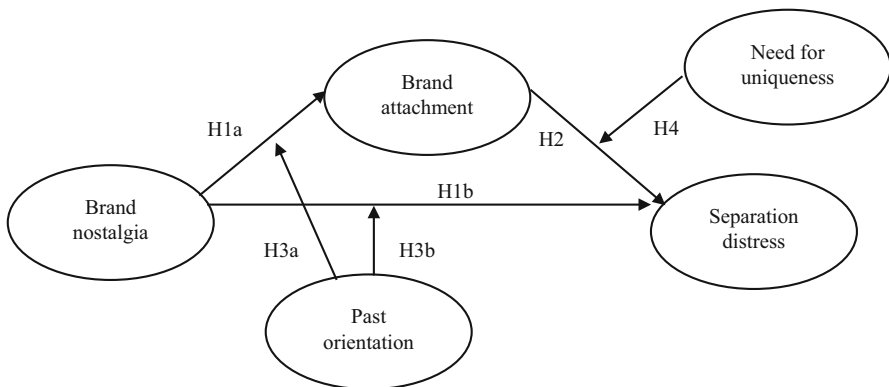 Need for
uniqueness
Brand
attachment
H1a
H2
H4
H1b
Brand
nostalgia
Separation
distress
H3a
H3b
Past
orientation